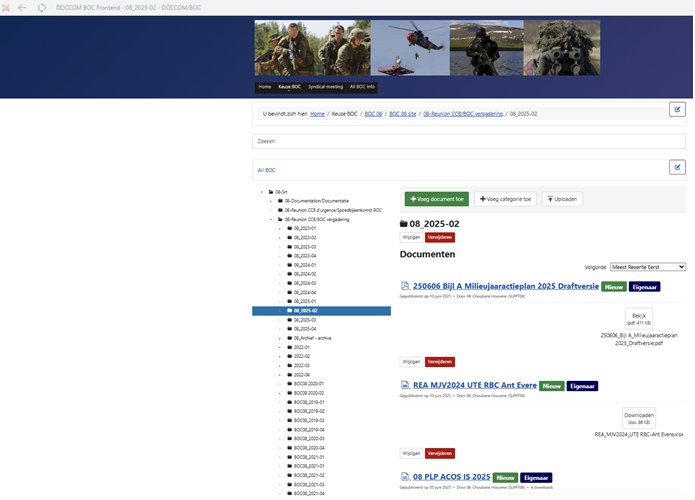 DOCCOM BOC Frontend - 08_2025-02 - DOCCOM/BOC
Home Keuze BOC Syndical meeting All BOC Info
U bevindt zich hier: Home / Keuze BOC / BOC 08 / BOC 08 site / 08-Reunion CCB/BOC vergadering / 08_2025-02
Zoeken
All BOC
08-Srt
08-Documentation/Documentatie
08-Reunion CCB d'urgence/Spoedbijeenkomst BOC
08-Reunion CCB/BOC vergadering
08_2023-01
08_2023-02
08_2023-03
08_2023-04
08_2024-01
08_2024-02
08_2024-03
08_2024-04
08_2025-01
08_2025-02
08_2025-03
08_2025-04
08_Archief - archive
2022-01
2022-02
2022-03
2022-04
BOC08 2020-01
BOC08 2020-02
BOC08_2019-01
BOC08_2019-02
BOC08_2019-03
BOC08_2019-04
BOC08_2020-03
BOC08_2020-04
BOC08_2021-01
BOC08_2021-01
BOC08_2021-02
BOC08_2021-03
BOC08_2021-04
Voeg document toe Voeg categorie toe Uploaden
08_2025-02
Wijzigen Verwijderen
Documenten
Volgorde Meest Recente Eerst
250606 Bijl A Milieujaaractieplan 2025 Draftversie Nieuw Eigenaar
Gepubliceerd op 10 juni 2025 • Door 08, Choubane Houssine (SLPPT08)
Bekijk
(pdf, 411 KB)
250606_Bijl A_Milieujaaractieplan
2025_Draftversie.pdf
Wijzigen Verwijderen
REA MJV2024 UTE RBC Ant Evere Nieuw Eigenaar
Gepubliceerd op 10 juni 2025 • Door 08, Choubane Houssine (SLPPT08)
Downloaden
(xlsx, 86 KB)
REA_MJV2024_UTE RBC-Ant Evere.xlsx
Wijzigen Verwijderen
08 PLP ACOS IS 2025 Nieuw Eigenaar
Gepubliceerd op 05 juni 2025 • Door 08, Choubane Houssine (SLPPT08) • 4 downloads